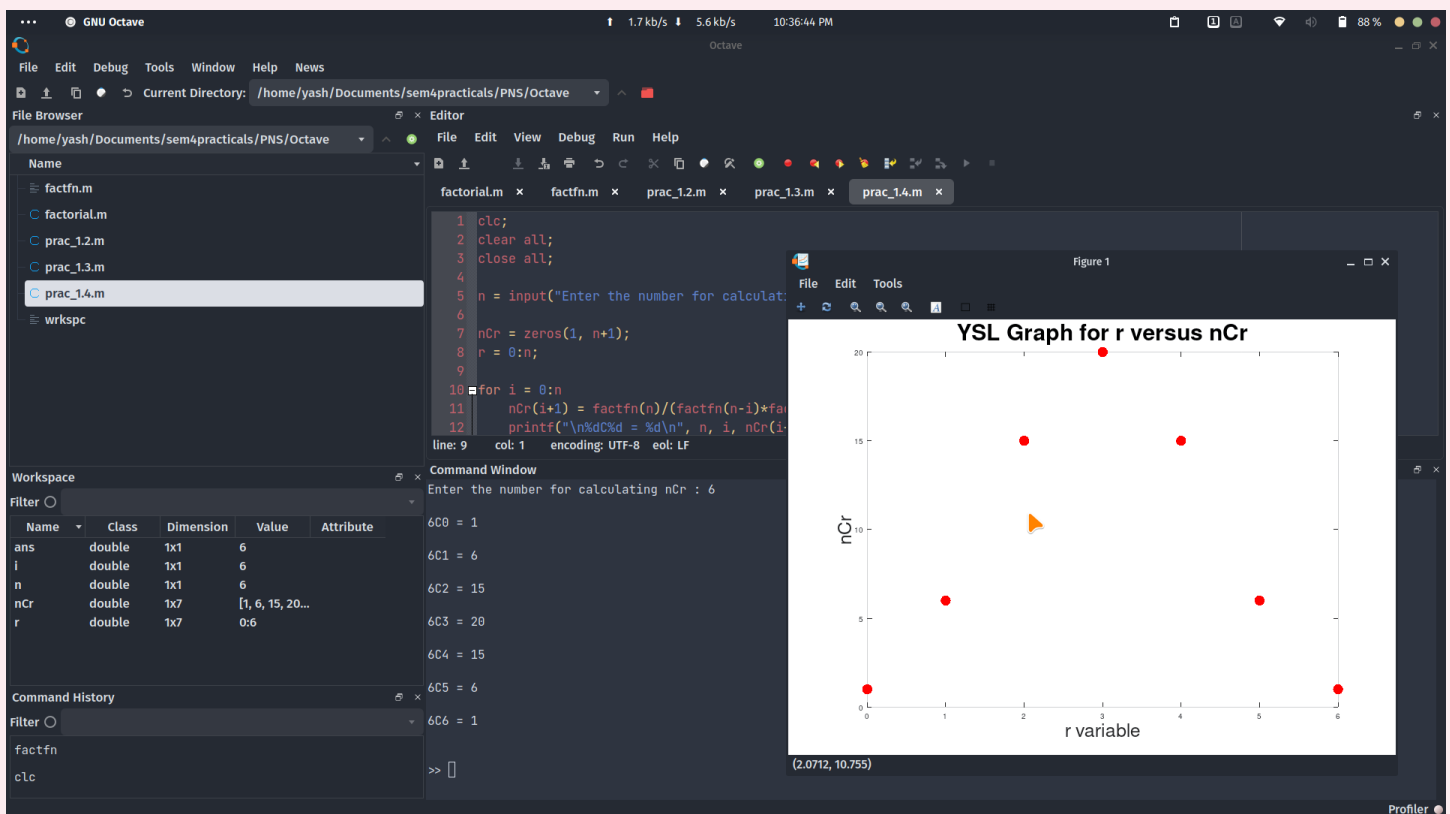 GNU Octave 1.7 kb/s 5.6 kb/s 10:36:44 PM 1 A 88 %
Octave
File Edit Debug Tools Window Help News
Current Directory: /home/yash/Documents/sem4practicals/PNS/Octave
File Browser
/home/yash/Documents/sem4practicals/PNS/Octave
Name
factfn.m
factorial.m
prac_1.2.m
prac_1.3.m
prac_1.4.m
wrkspc
Workspace
Filter
Name Class Dimension Value Attribute
ans double 1x1 6
i double 1x1 6
n double 1x1 6
nCr double 1x7 [1, 6, 15, 20...
r double 1x7 0:6
Command History
Filter
factfn
clc
Editor
File Edit View Debug Run Help
factorial.m factfn.m prac_1.2.m prac_1.3.m prac_1.4.m
1 clc;
2 clear all;
3 close all;
4
5 n = input("Enter the number for calculati
6
7 nCr = zeros(1, n+1);
8 r = 0:n;
9
10 for i = 0:n
11 nCr(i+1) = factfn(n)/(factfn(n-i)*fac
12 printf("\n%dC%d = %d\n", n, i, nCr(i+
line: 9 col: 1 encoding: UTF-8 eol: LF
Command Window
Enter the number for calculating nCr : 6
6C0 = 1
6C1 = 6
6C2 = 15
6C3 = 20
6C4 = 15
6C5 = 6
6C6 = 1
>>
Figure 1
File Edit Tools
A
YSL Graph for r versus nCr
20
15
10
5
0
nCr
0 1 2 3 4 5 6
r variable
(2.0712, 10.755)
Profiler